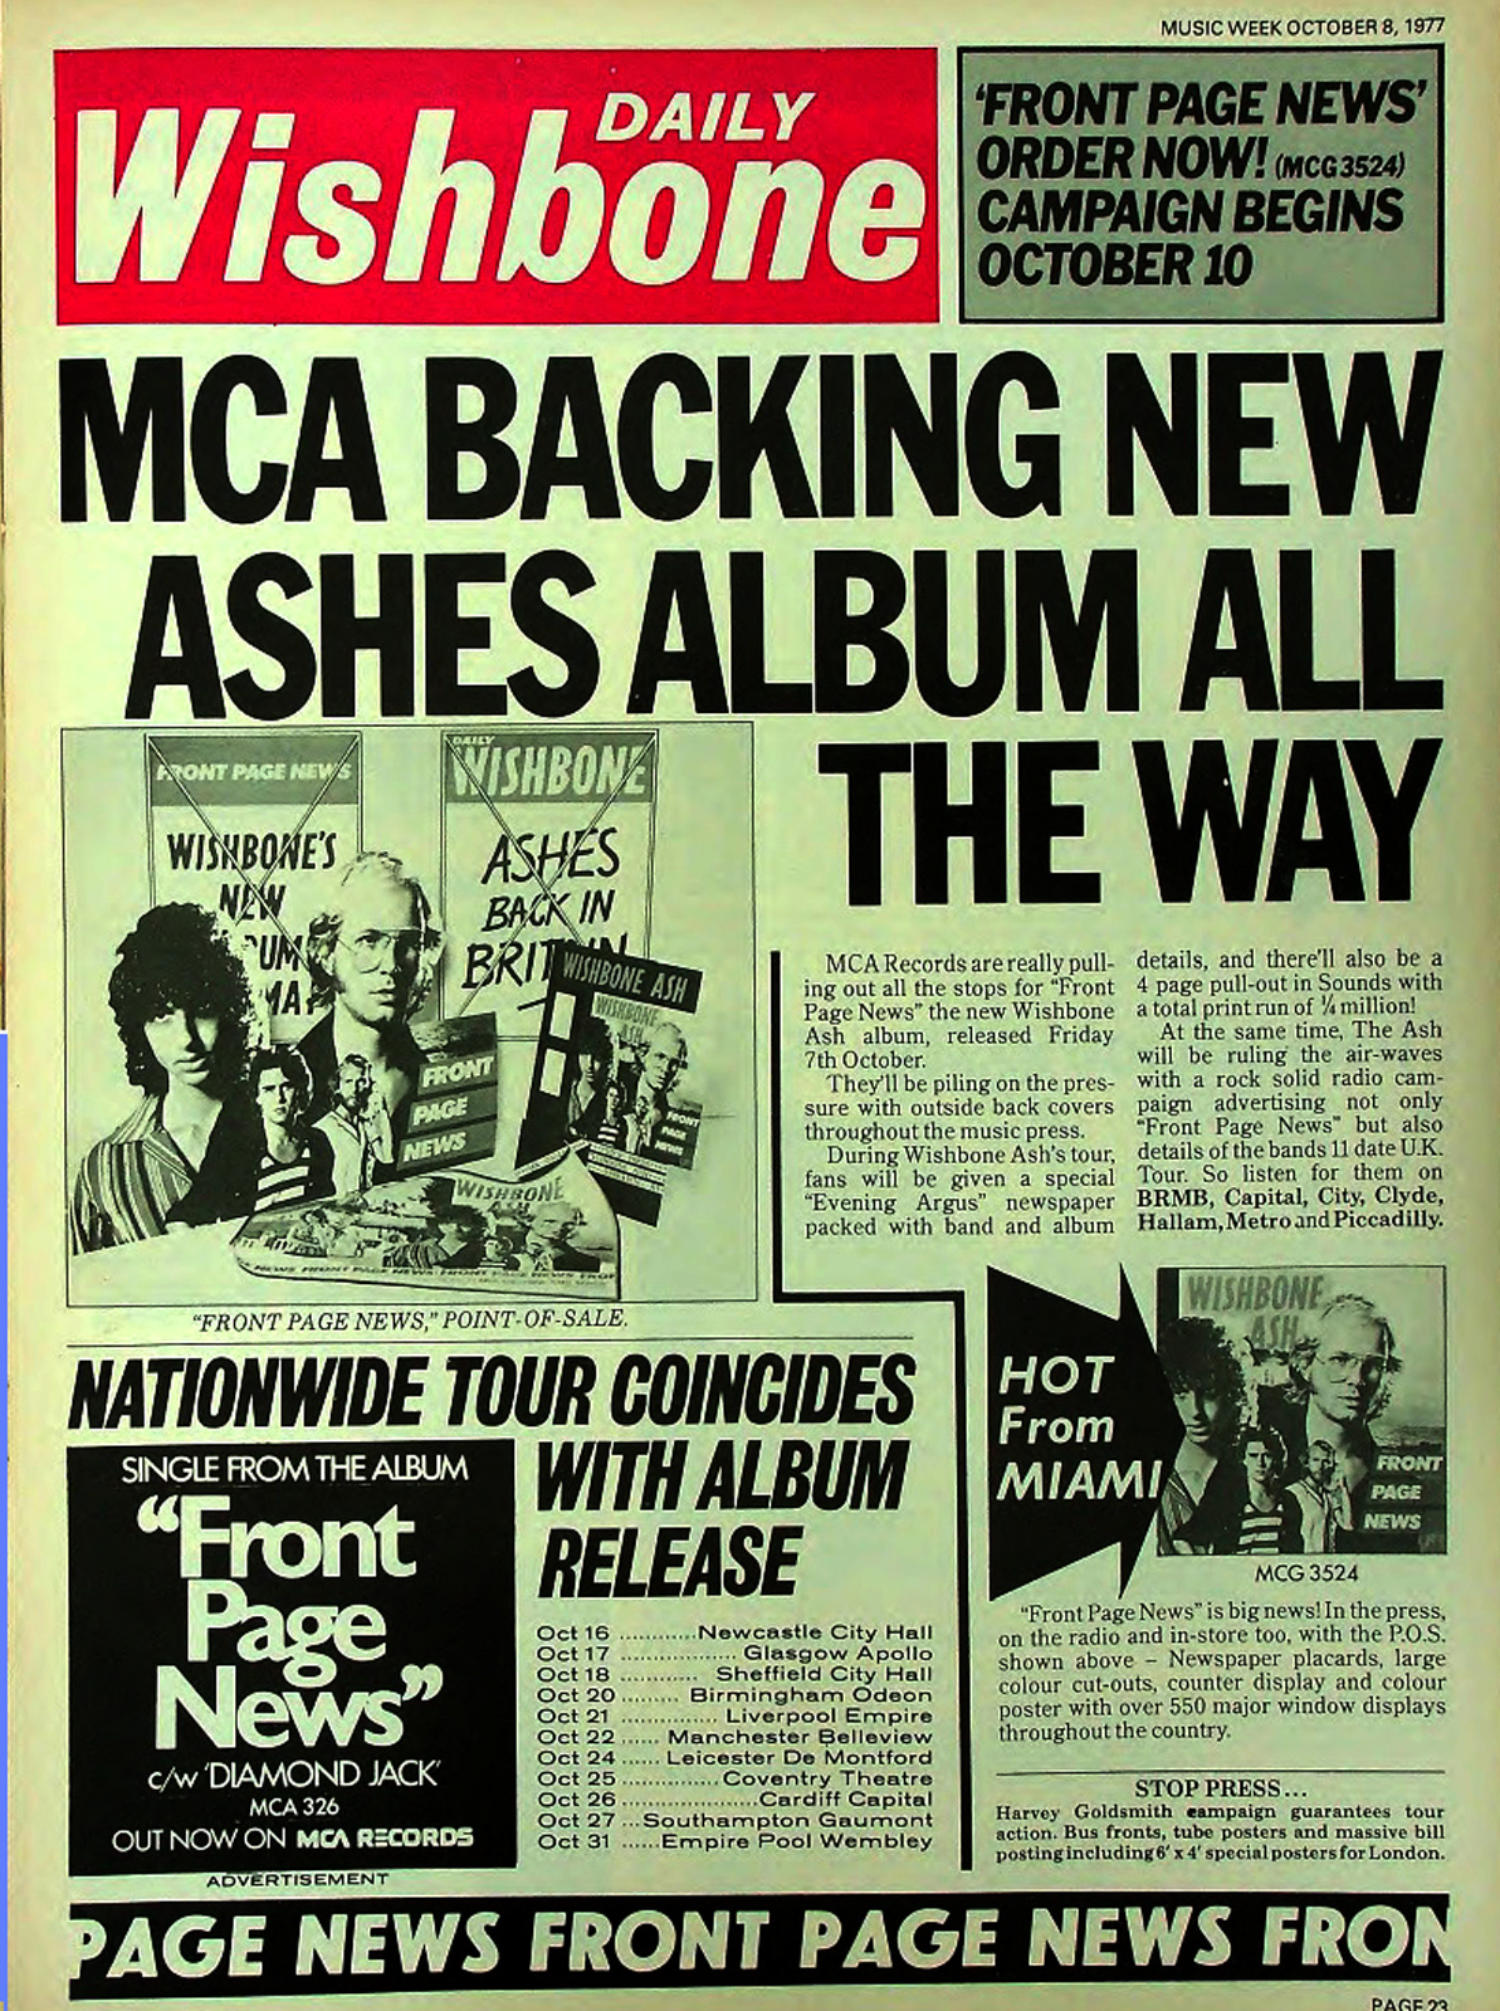 MUSIC WEEK OCTOBER 8, 1977
DAILY
Wishbone
‘FRONT PAGE NEWS’
ORDER NOW! (MCG 3524)
CAMPAIGN BEGINS
OCTOBER 10
MCA BACKING NEW
ASHES ALBUM ALL
THE WAY
FRONT PAGE NEWS
WISHBONE'S
NEW
DAILY
WISHBONE
ASHES
BACK IN
WISHBONE ASH
WISHBONE
ASH
FRONT
PAGE
NEWS
FRONT
PAGE
NEWS
WISHBONE
ASH
“FRONT PAGE NEWS,” POINT-OF-SALE.
MCA Records are really pull-
ing out all the stops for “Front
Page News” the new Wishbone
Ash album, released Friday
7th October.
They'll be piling on the pres-
sure with outside back covers
throughout the music press.
During Wishbone Ash's tour,
fans will be given a special
“Evening Argus” newspaper
packed with band and album
details, and there'll also be a
4 page pull-out in Sounds with
a total print run of ¼ million!
At the same time, The Ash
will be ruling the air-waves
with a rock solid radio cam-
paign advertising not only
“Front Page News” but also
details of the bands 11 date U.K.
Tour. So listen for them on
BRMB, Capital, City, Clyde,
Hallam, Metro and Piccadilly.
NATIONWIDE TOUR COINCIDES
WITH ALBUM
RELEASE
SINGLE FROM THE ALBUM
“Front
Page
News”
c/w ‘DIAMOND JACK’
MCA 326
OUT NOW ON MCA RECORDS
ADVERTISEMENT
Oct 16 ............Newcastle City Hall
Oct 17 .................. Glasgow Apollo
Oct 18 ............ Sheffield City Hall
Oct 20 ......... Birmingham Odeon
Oct 21 ............... Liverpool Empire
Oct 22 ...... Manchester Belleview
Oct 24 ...... Leicester De Montford
Oct 25 ...............Coventry Theatre
Oct 26 .....................Cardiff Capital
Oct 27 ...Southampton Gaumont
Oct 31 ......Empire Pool Wembley
HOT
From
MIAMI
WISHBONE
ASH
FRONT
PAGE
NEWS
MCG 3524
“Front Page News” is big news! In the press,
on the radio and in-store too, with the P.O.S.
shown above – Newspaper placards, large
colour cut-outs, counter display and colour
poster with over 550 major window displays
throughout the country.
STOP PRESS...
Harvey Goldsmith campaign guarantees tour
action. Bus fronts, tube posters and massive bill
posting including 6' x 4' special posters for London.
PAGE NEWS FRONT PAGE NEWS FRON
PAGE 23